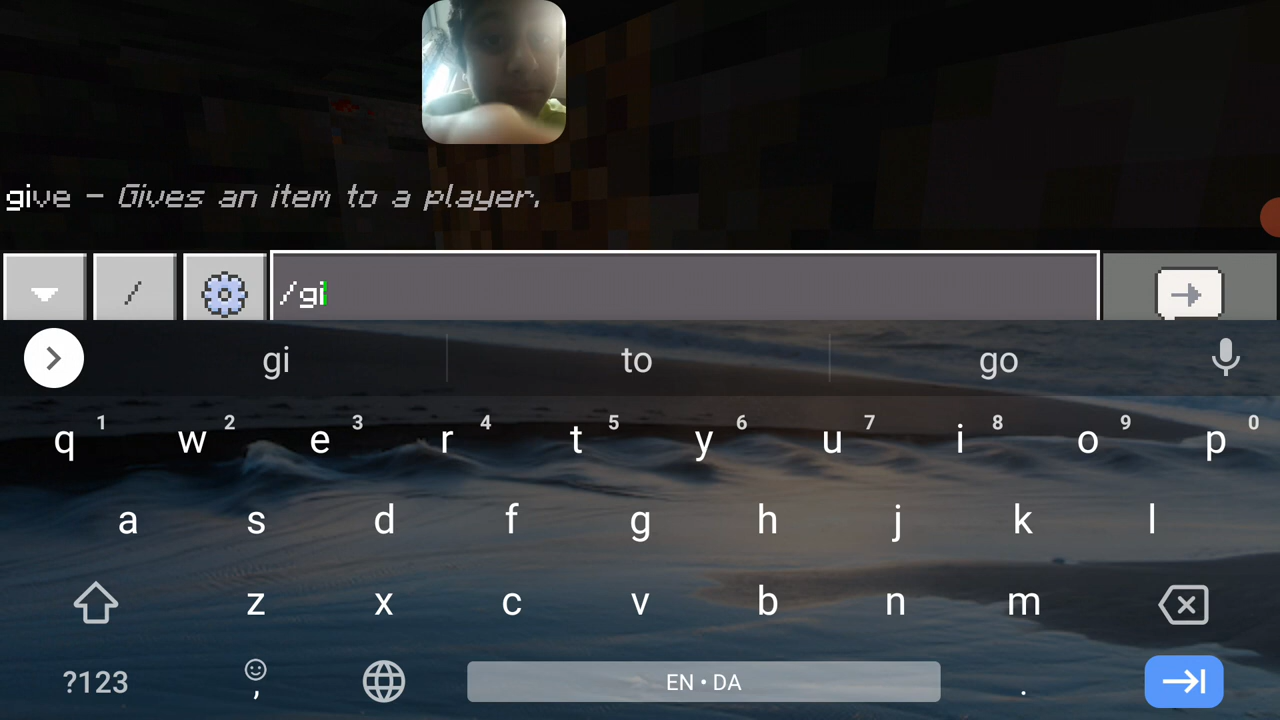 give – Gives an item to a player.
/
/gi
gi to go
q 1 w 2 e 3 r 4 t 5 y 6 u 7 i 8 o 9 p 0
a s d f g h j k l
z x c v b n m
?123 , EN • DA .